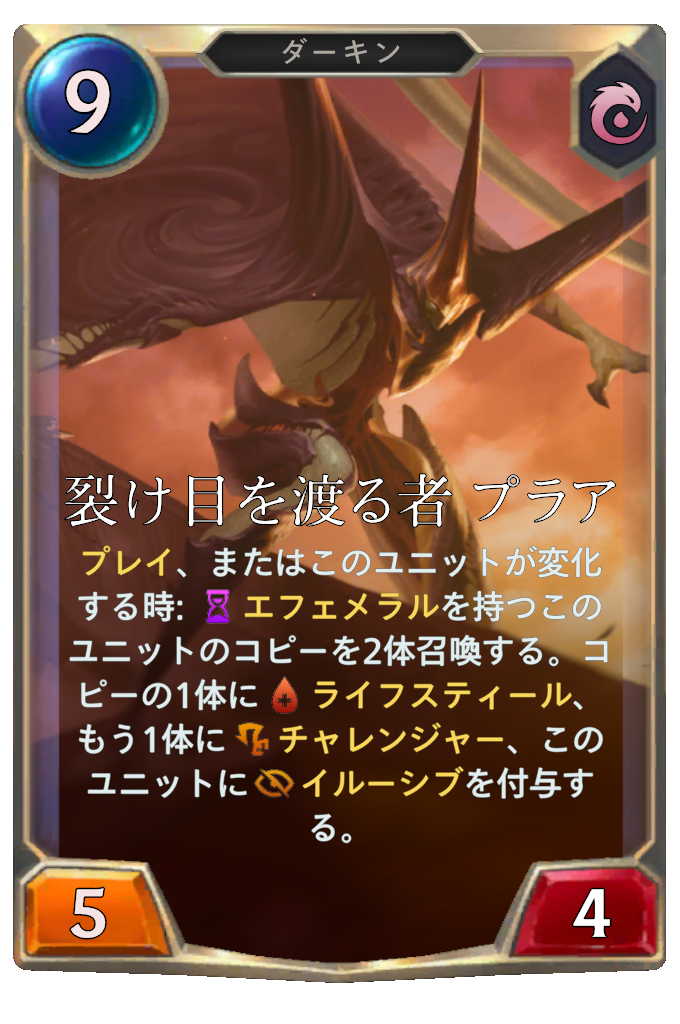 ダーキン
9
裂け目を渡る者 プラア
プレイ、またはこのユニットが変化
する時: エフェメラルを持つこの
ユニットのコピーを2体召喚する。コ
ピーの1体に ライフスティール、
もう1体に チャレンジャー、この
ユニットに イルーシブを付与す
る。
5
4